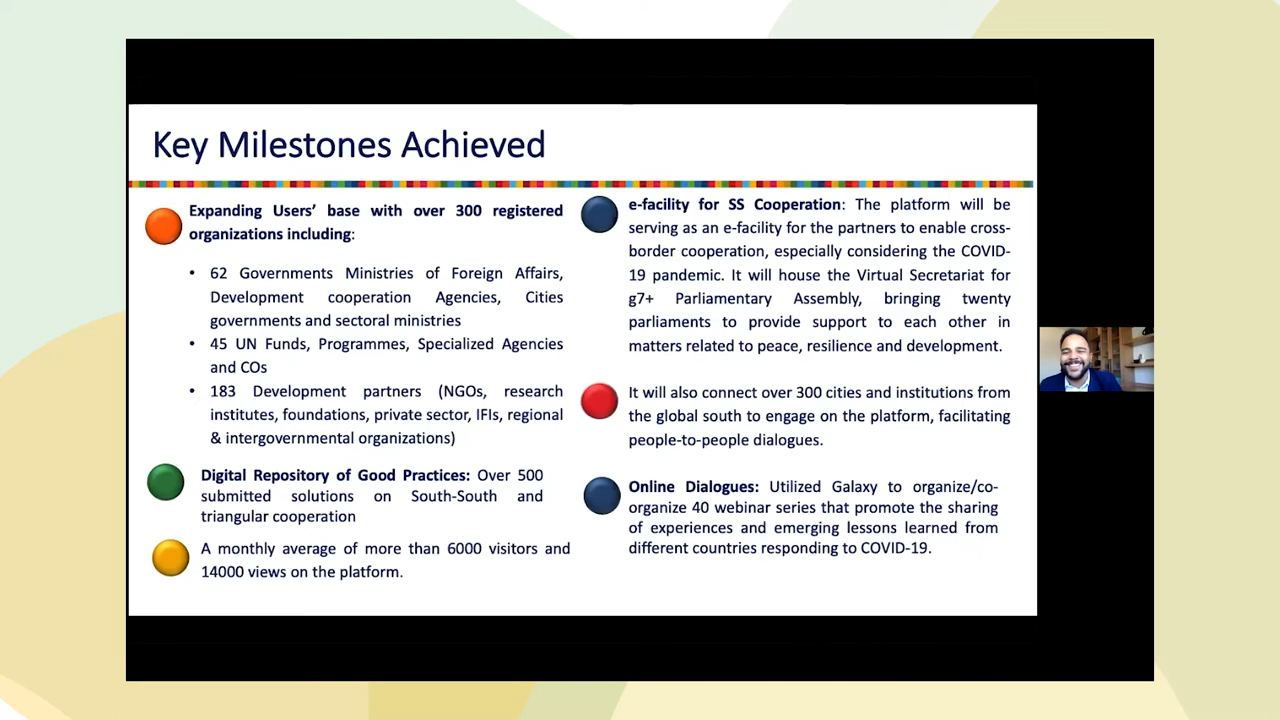 Key Milestones Achieved
Expanding Users' base with over 300 registered
organizations including:
• 62 Governments Ministries of Foreign Affairs,
Development cooperation Agencies, Cities
governments and sectoral ministries
• 45 UN Funds, Programmes, Specialized Agencies
and COs
• 183 Development partners (NGOs, research
institutes, foundations, private sector, IFIs, regional
& intergovernmental organizations)
Digital Repository of Good Practices: Over 500
submitted solutions on South-South and
triangular cooperation
A monthly average of more than 6000 visitors and
14000 views on the platform.
e-facility for SS Cooperation: The platform will be
serving as an e-facility for the partners to enable cross-
border cooperation, especially considering the COVID-
19 pandemic. It will house the Virtual Secretariat for
g7+ Parliamentary Assembly, bringing twenty
parliaments to provide support to each other in
matters related to peace, resilience and development.
It will also connect over 300 cities and institutions from
the global south to engage on the platform, facilitating
people-to-people dialogues.
Online Dialogues: Utilized Galaxy to organize/co-
organize 40 webinar series that promote the sharing
of experiences and emerging lessons learned from
different countries responding to COVID-19.